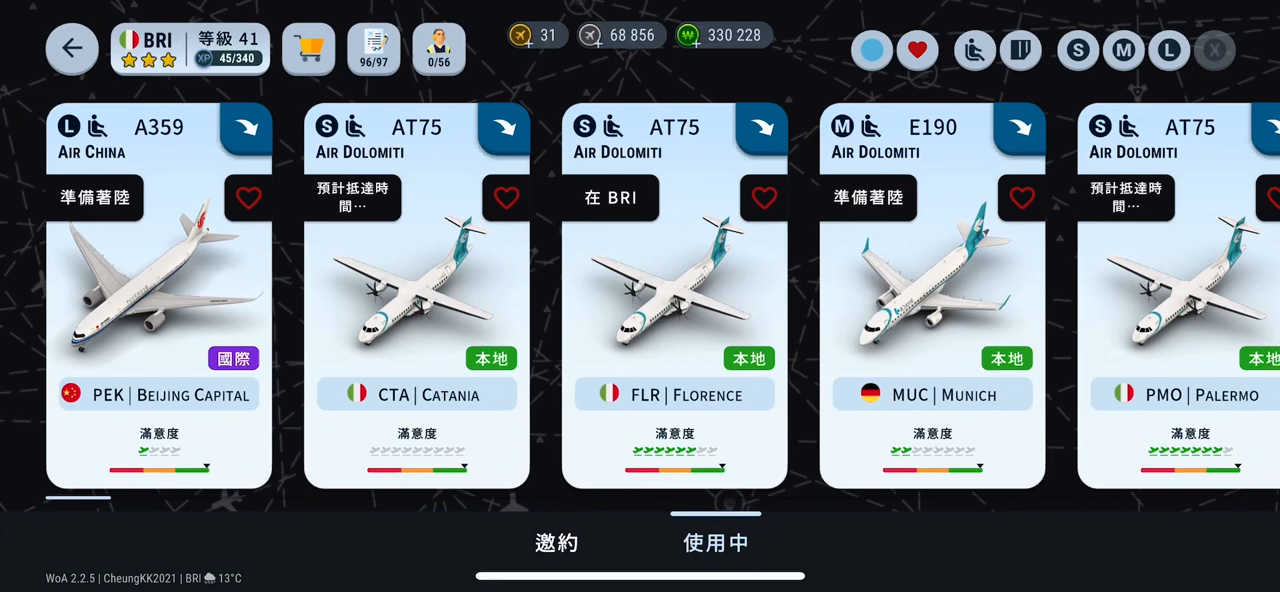 BRI
等級 41
XP 45/340
96/97
0/56
31
68 856
330 228
S
M
L
X
L
A359
AIR CHINA
準備著陸
國際
PEK | BEIJING CAPITAL
滿意度
S
AT75
AIR DOLOMITI
預計抵達時
間…
本地
CTA | CATANIA
滿意度
S
AT75
AIR DOLOMITI
在 BRI
本地
FLR | FLORENCE
滿意度
M
E190
AIR DOLOMITI
準備著陸
本地
MUC | MUNICH
滿意度
S
AT75
AIR DOLOMITI
預計抵達時
間…
本地
PMO | PALERMO
滿意度
邀約
使用中
WoA 2.2.5 | CheungKK2021 | BRI 13°C